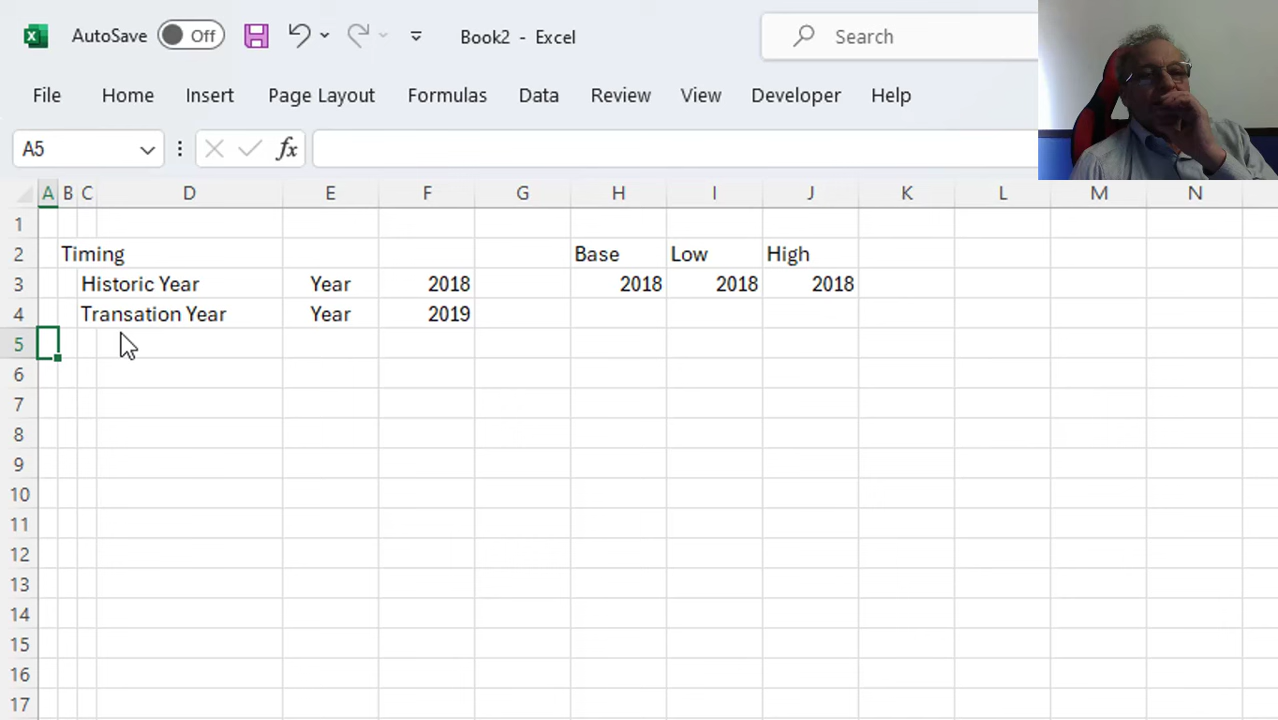 AutoSave Off Book2 - Excel Search
File Home Insert Page Layout Formulas Data Review View Developer Help
A5 fx
A B C D E F G H I J K L M N
1
2 Timing Base Low High
3 Historic Year Year 2018 2018 2018 2018
4 Transation Year Year 2019
5
6
7
8
9
10
11
12
13
14
15
16
17